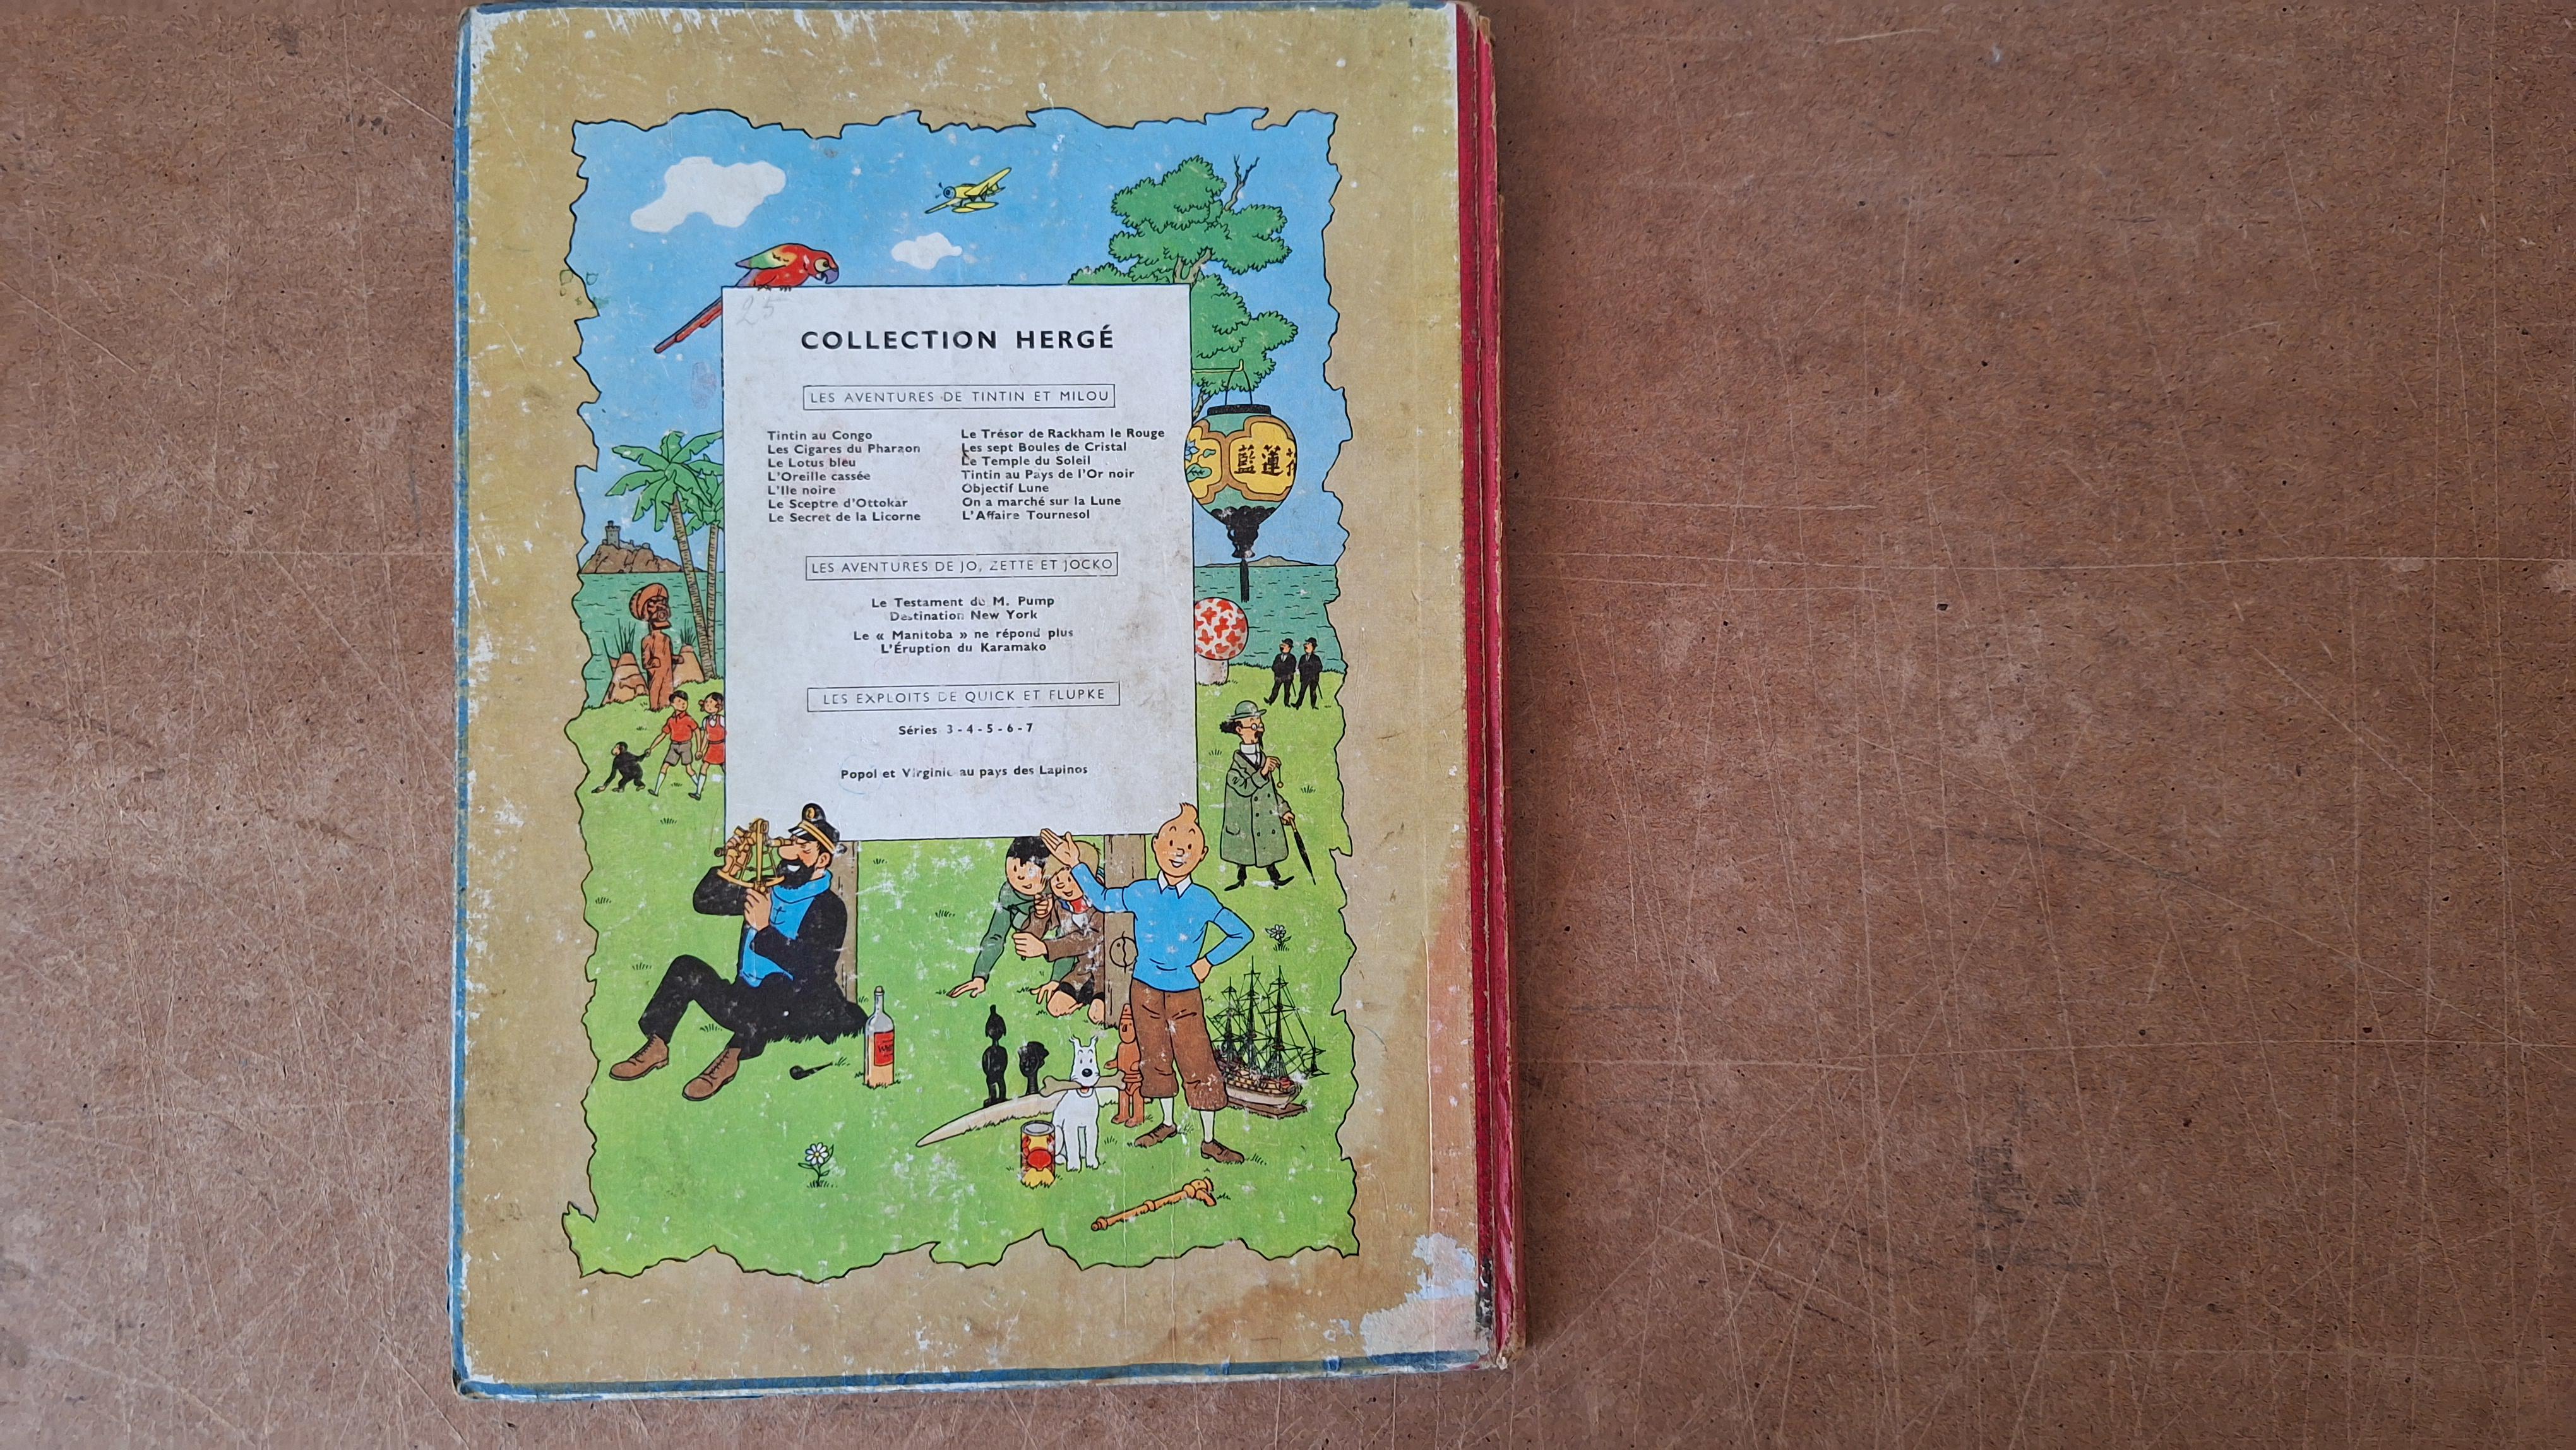 25
COLLECTION HERGÉ
LES AVENTURES DE TINTIN ET MILOU
Tintin au Congo
Les Cigares du Pharaon
Le Lotus bleu
L'Oreille cassée
L'Ile noire
Le Sceptre d'Ottokar
Le Secret de la Licorne
Le Trésor de Rackham le Rouge
Les sept Boules de Cristal
Le Temple du Soleil
Tintin au Pays de l'Or noir
Objectif Lune
On a marché sur la Lune
L'Affaire Tournesol
藍蓮
LES AVENTURES DE JO, ZETTE ET JOCKO
Le Testament de M. Pump
Destination New York
Le « Manitoba » ne répond plus
L'Éruption du Karamako
LES EXPLOITS DE QUICK ET FLUPKE
Séries 3 - 4 - 5 - 6 - 7
Popol et Virginie au pays des Lapinos